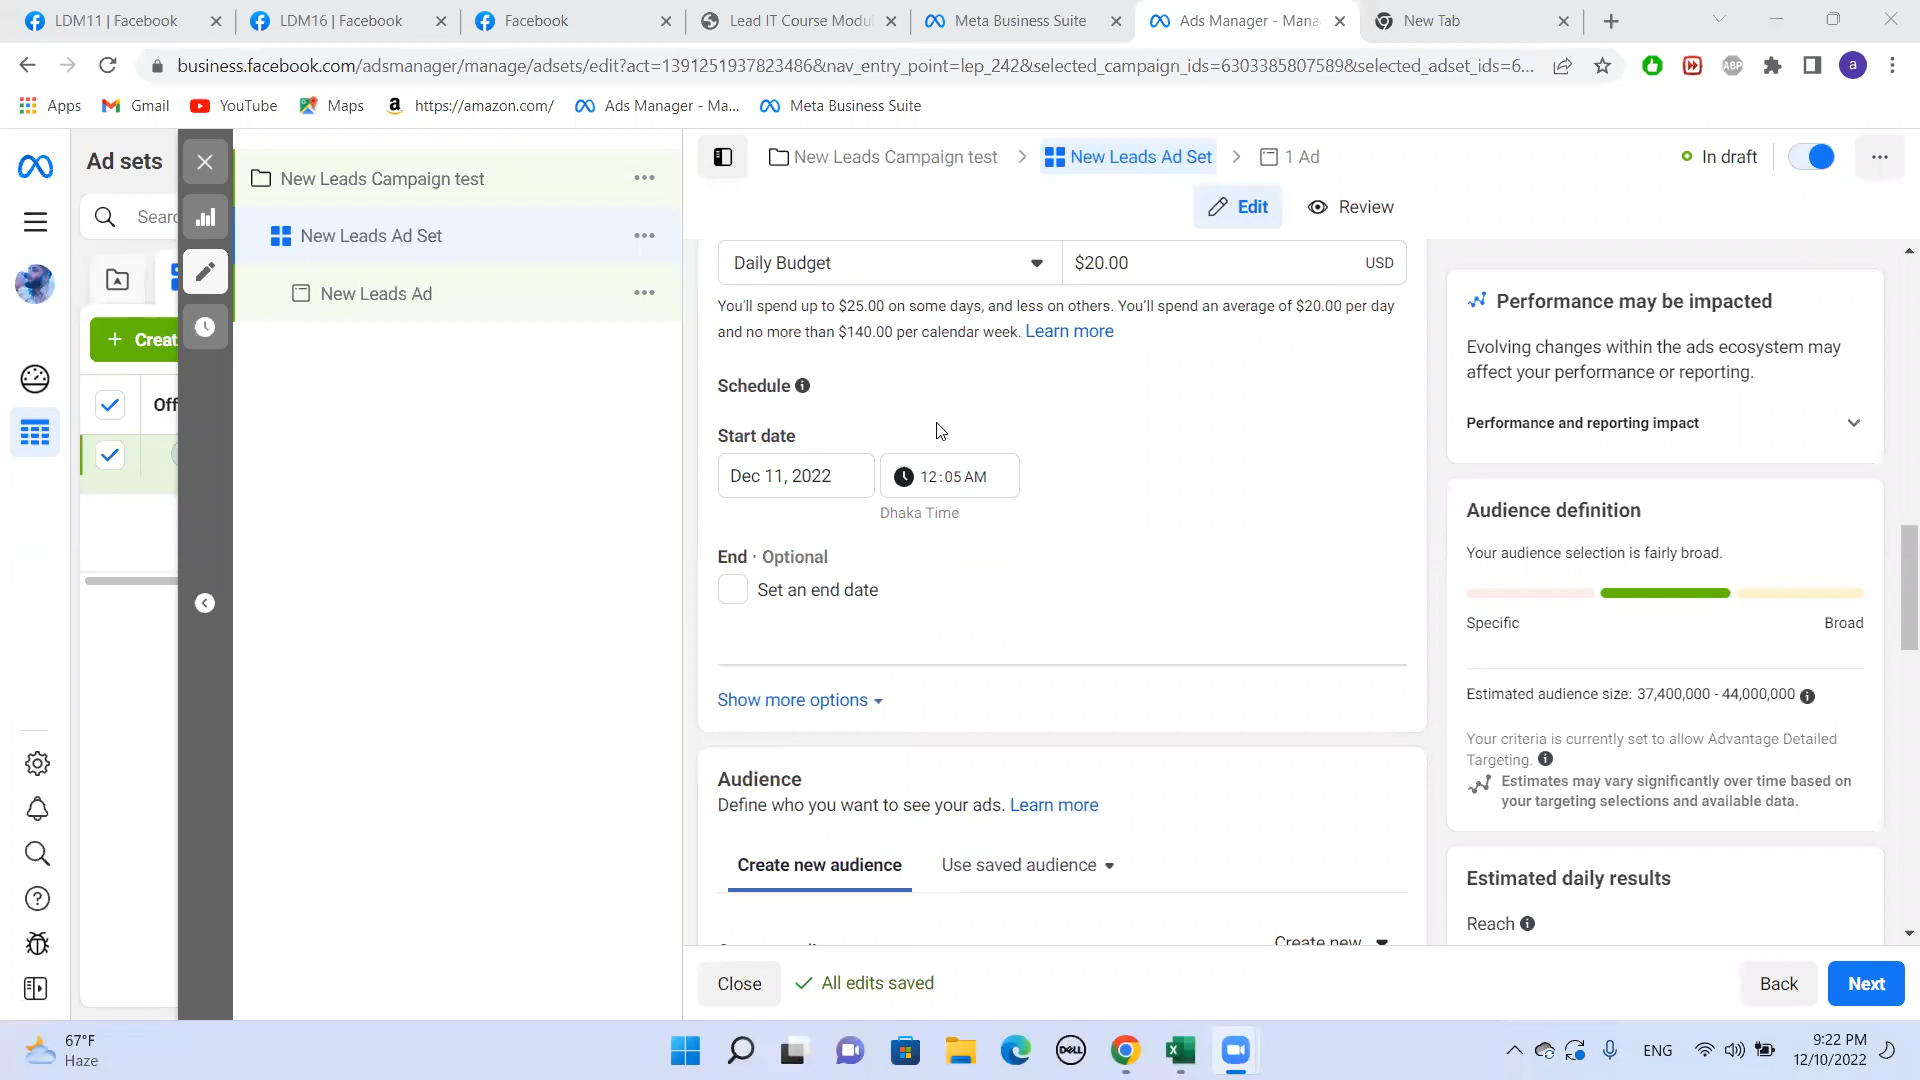 LDM11 | Facebook
LDM16 | Facebook
Facebook
Lead IT Course Modul
Meta Business Suite
Ads Manager - Mana
New Tab
business.facebook.com/adsmanager/manage/adsets/edit?act=1391251937823486&nav_entry_point=lep_242&selected_campaign_ids=6303385807589&selected_adset_ids=6...
ABP
a
Apps
Gmail
YouTube
Maps
https://amazon.com/
Ads Manager - Ma...
Meta Business Suite
Ad sets
Sear
+ Creat
Off
New Leads Campaign test
New Leads Ad Set
New Leads Ad
New Leads Campaign test > New Leads Ad Set > 1 Ad
In draft
Edit
Review
Daily Budget
$20.00
USD
You'll spend up to $25.00 on some days, and less on others. You'll spend an average of $20.00 per day
and no more than $140.00 per calendar week. Learn more
Schedule
Start date
Dec 11, 2022
12:05 AM
Dhaka Time
End · Optional
Set an end date
Show more options
Audience
Define who you want to see your ads. Learn more
Create new audience
Use saved audience
Create new
Close
All edits saved
Back
Next
Performance may be impacted
Evolving changes within the ads ecosystem may
affect your performance or reporting.
Performance and reporting impact
Audience definition
Your audience selection is fairly broad.
Specific
Broad
Estimated audience size: 37,400,000 - 44,000,000
Your criteria is currently set to allow Advantage Detailed
Targeting.
Estimates may vary significantly over time based on
your targeting selections and available data.
Estimated daily results
Reach
67°F
Haze
DELL
ENG
9:22 PM
12/10/2022